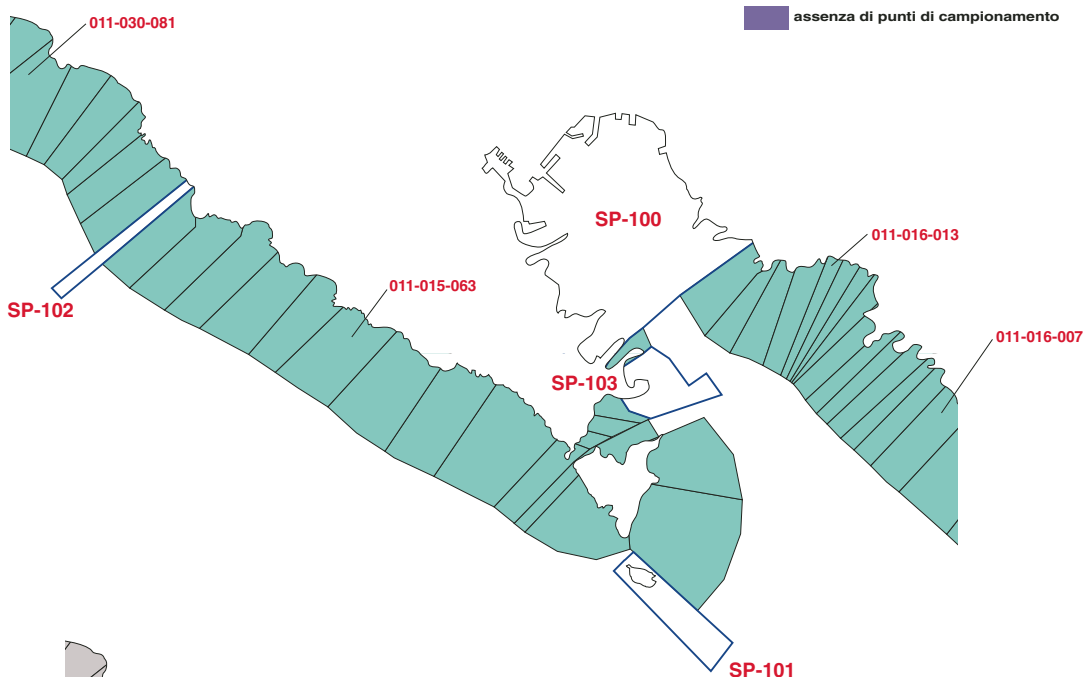 assenza di punti di campionamento
011-030-081
SP-100
011-016-013
011-015-063
SP-102
011-016-007
SP-103
SP-101